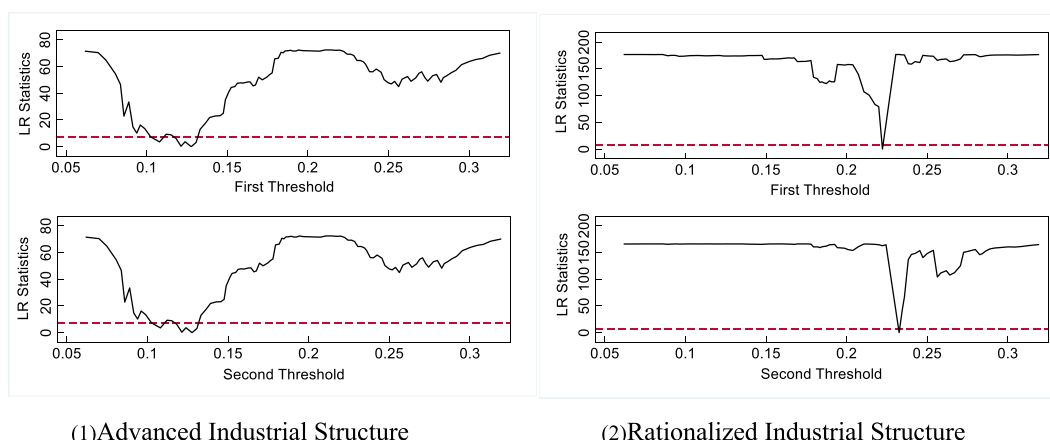 LR Statistics
0 20 40 60 80
0.05 0.1 0.15 0.2 0.25 0.3
First Threshold
LR Statistics
0 20 40 60 80
0.05 0.1 0.15 0.2 0.25 0.3
Second Threshold
LR Statistics
0 50 100 150 200
0.05 0.1 0.15 0.2 0.25 0.3
First Threshold
LR Statistics
0 50 100 150 200
0.05 0.1 0.15 0.2 0.25 0.3
Second Threshold
(1)Advanced Industrial Structure
(2)Rationalized Industrial Structure